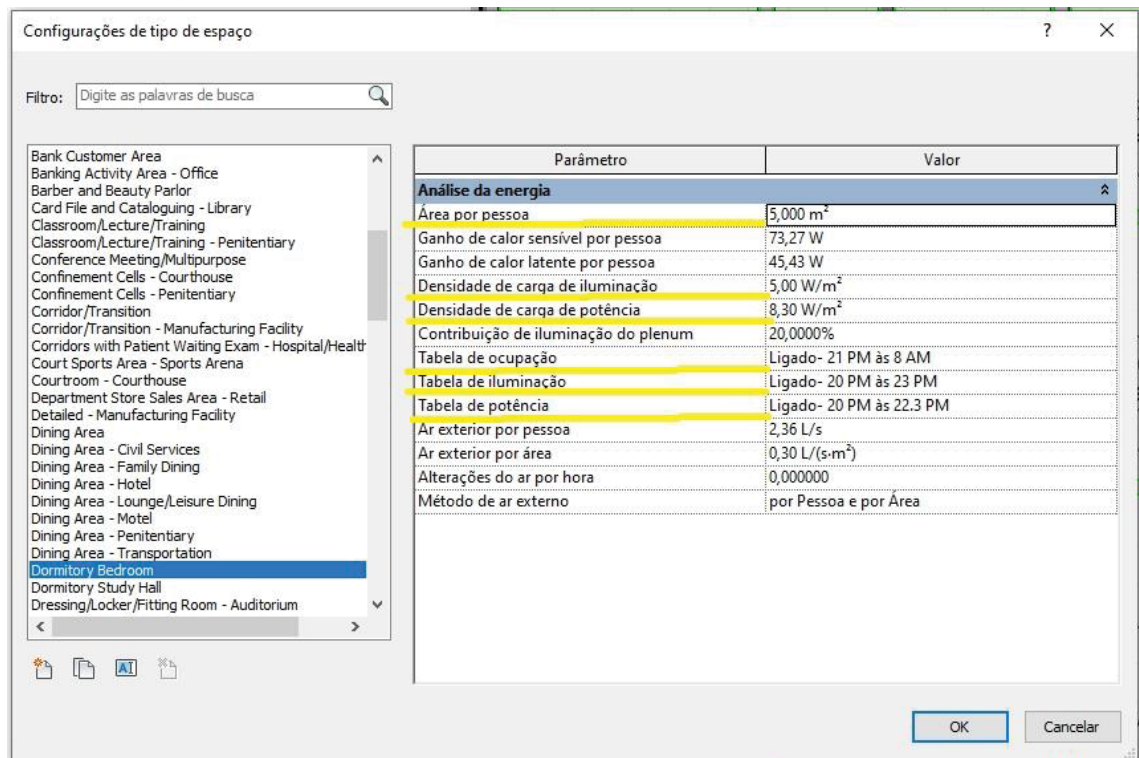 Configurações de tipo de espaço
? ×
Filtro: Digite as palavras de busca
Bank Customer Area
Banking Activity Area - Office
Barber and Beauty Parlor
Card File and Cataloguing - Library
Classroom/Lecture/Training
Classroom/Lecture/Training - Penitentiary
Conference Meeting/Multipurpose
Confinement Cells - Courthouse
Confinement Cells - Penitentiary
Corridor/Transition
Corridor/Transition - Manufacturing Facility
Corridors with Patient Waiting Exam - Hospital/Health
Court Sports Area - Sports Arena
Courtroom - Courthouse
Department Store Sales Area - Retail
Detailed - Manufacturing Facility
Dining Area
Dining Area - Civil Services
Dining Area - Family Dining
Dining Area - Hotel
Dining Area - Lounge/Leisure Dining
Dining Area - Motel
Dining Area - Penitentiary
Dining Area - Transportation
Dormitory Bedroom
Dormitory Study Hall
Dressing/Locker/Fitting Room - Auditorium
AI
Parâmetro Valor
Análise da energia
Área por pessoa 5,000 m²
Ganho de calor sensível por pessoa 73,27 W
Ganho de calor latente por pessoa 45,43 W
Densidade de carga de iluminação 5,00 W/m²
Densidade de carga de potência 8,30 W/m²
Contribuição de iluminação do plenum 20,0000%
Tabela de ocupação Ligado- 21 PM às 8 AM
Tabela de iluminação Ligado- 20 PM às 23 PM
Tabela de potência Ligado- 20 PM às 22.3 PM
Ar exterior por pessoa 2,36 L/s
Ar exterior por área 0,30 L/(s·m²)
Alterações do ar por hora 0,000000
Método de ar externo por Pessoa e por Área
OK Cancelar